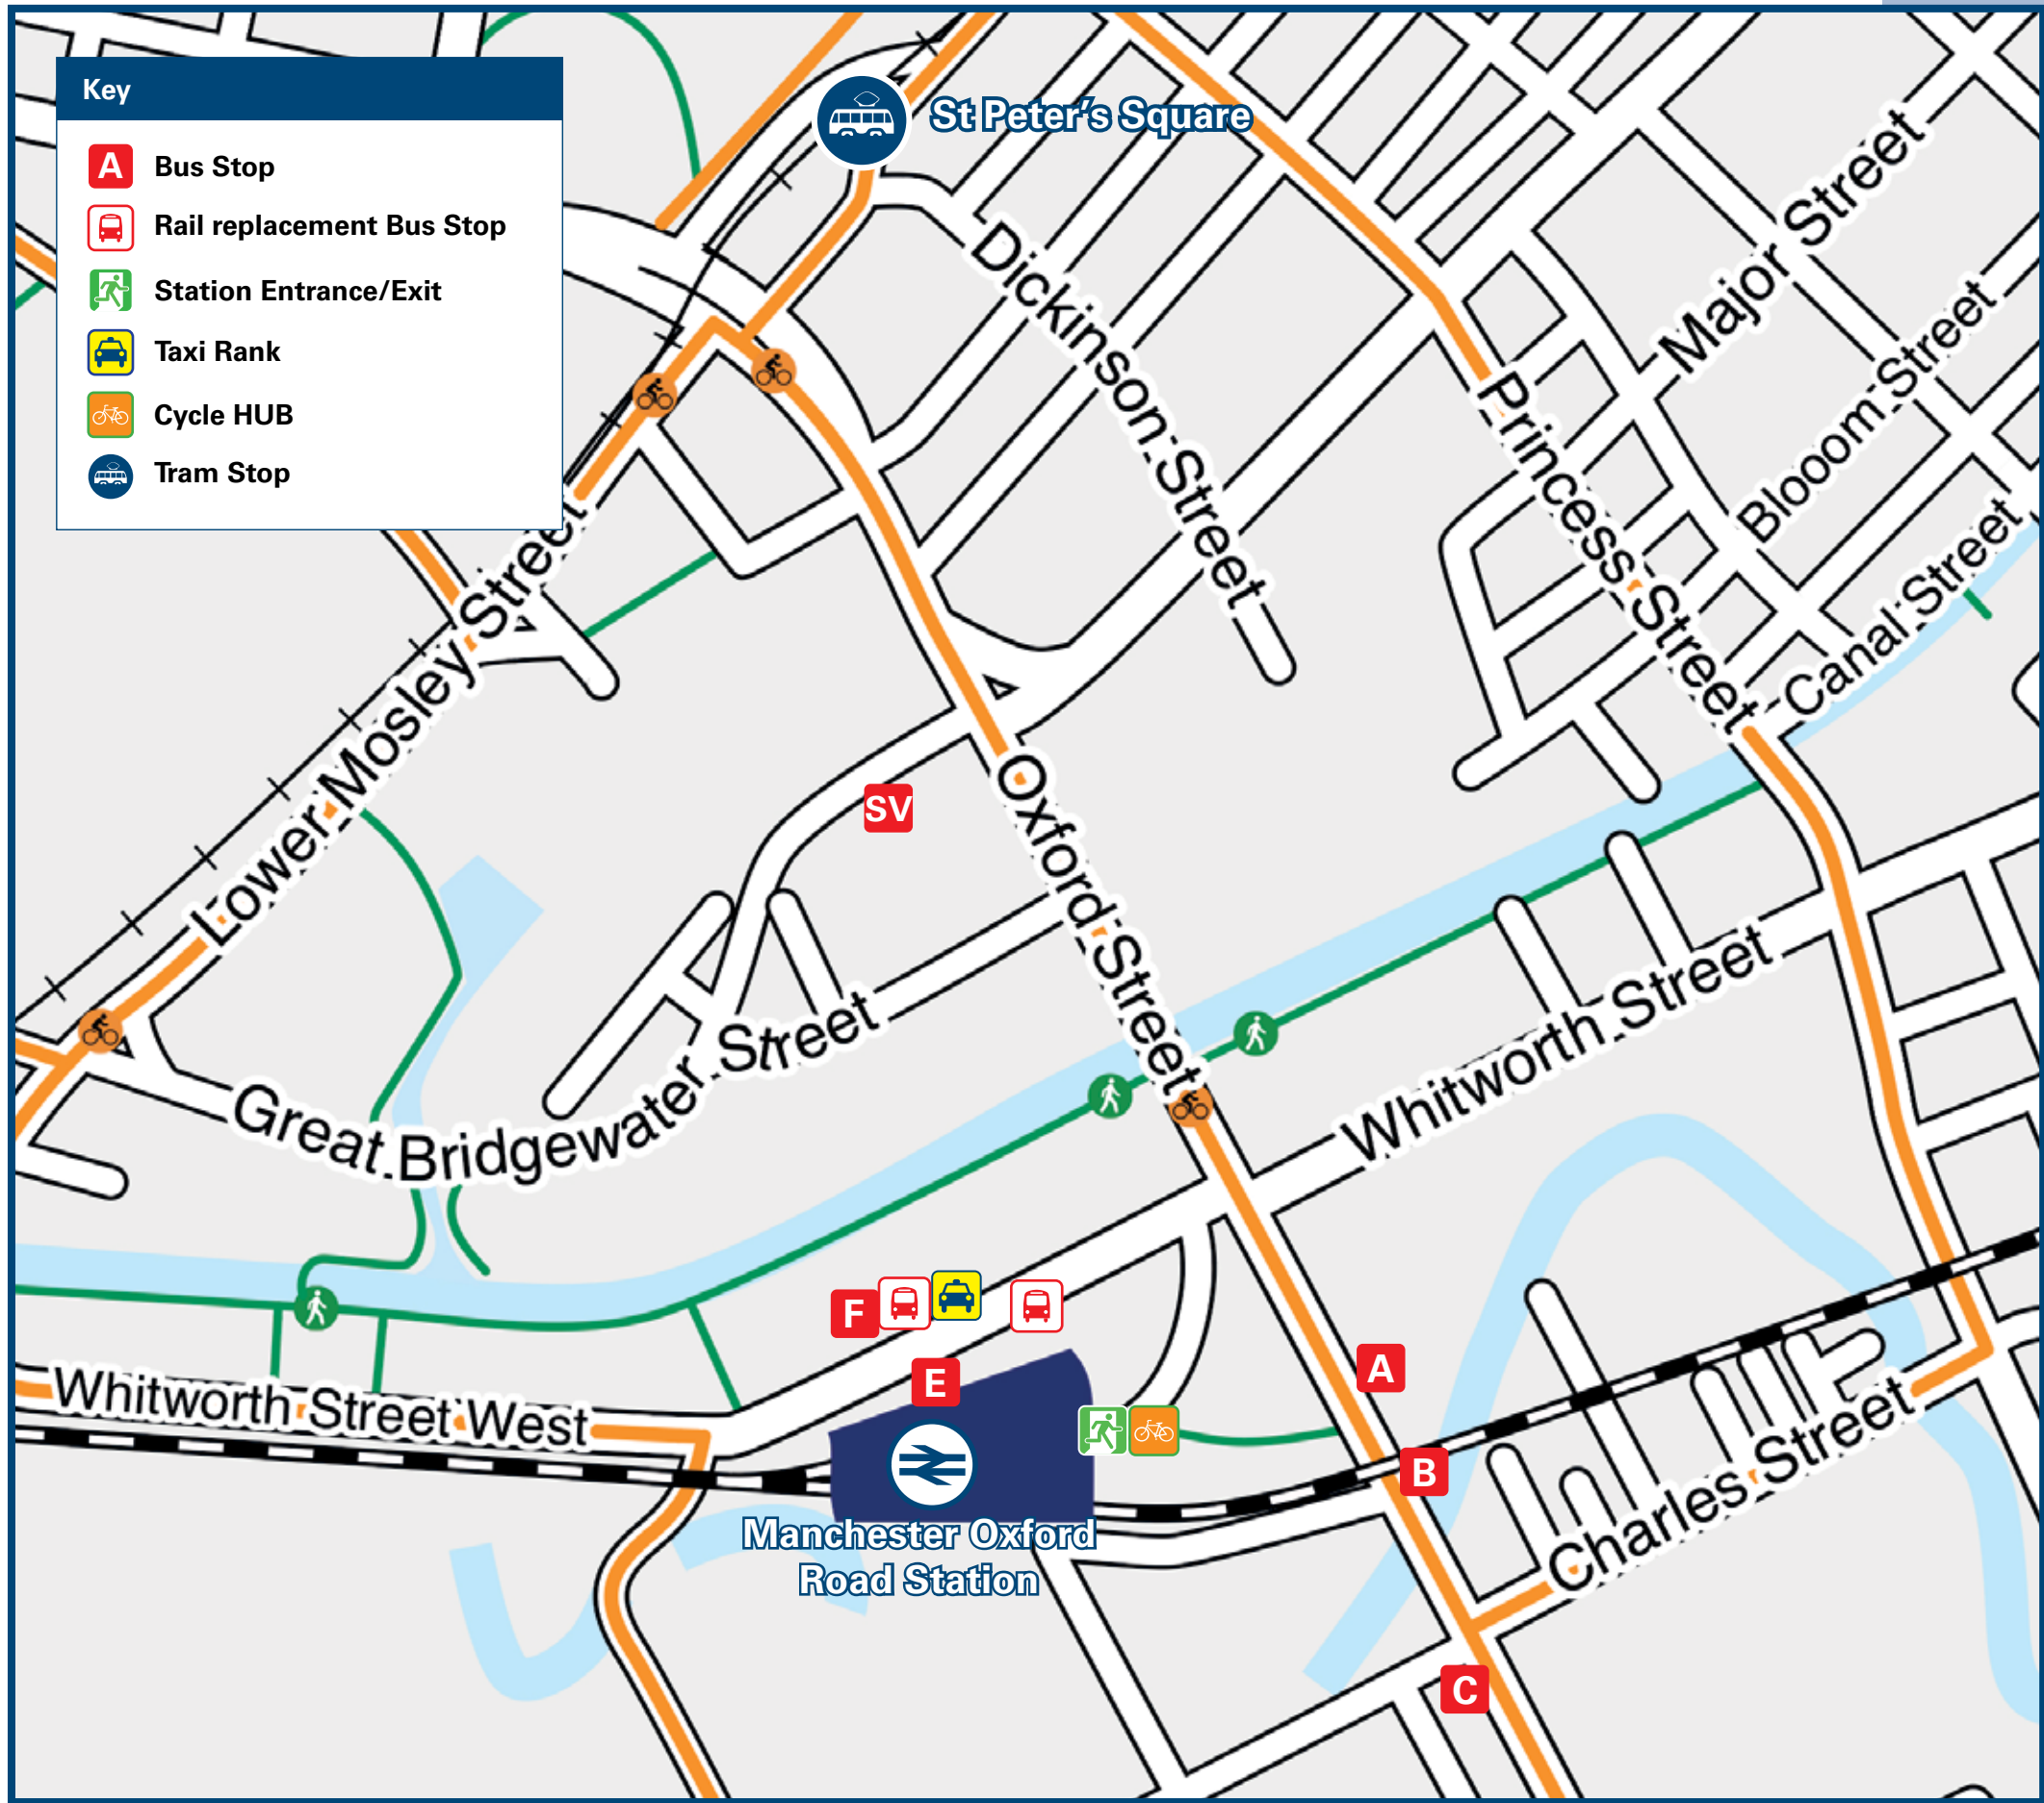 Key
A Bus Stop
Rail replacement Bus Stop
Station Entrance/Exit
Taxi Rank
Cycle HUB
Tram Stop
St Peter's Square
Dickinson Street
Major Street
Blooom Street
Princess Street
Canal Street
Lower Mosley Street
SV
Oxford Street
Whitworth Street
Great Bridgewater Street
F
E
A
Whitworth Street West
B
Charles Street
Manchester Oxford
Road Station
C